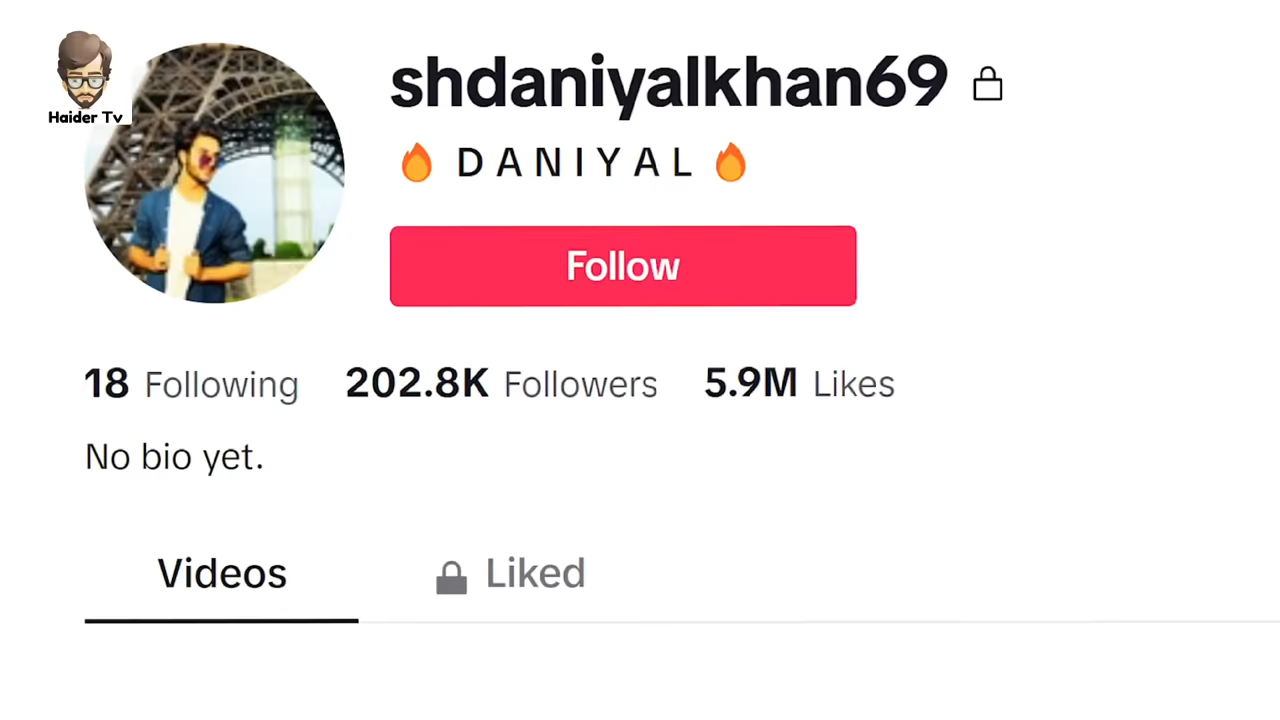 Haider Tv
shdaniyalkhan69
🔥 D A N I Y A L 🔥
Follow
18 Following 202.8K Followers 5.9M Likes
No bio yet.
Videos Liked